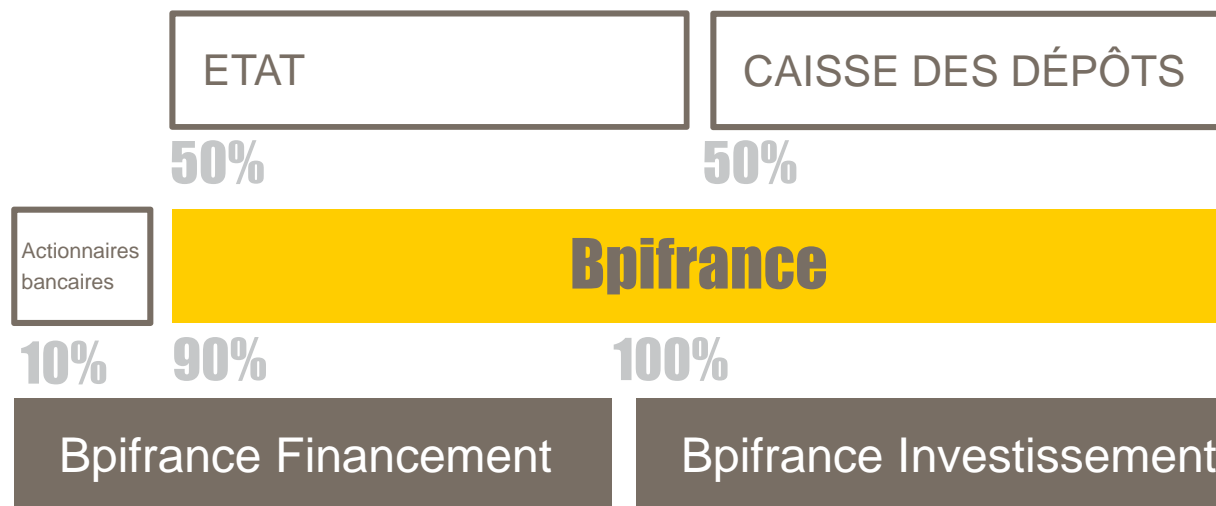 ETAT
CAISSE DES DÉPÔTS
50%
50%
Actionnaires
bancaires
Bpifrance
10%
90%
100%
Bpifrance Financement
Bpifrance Investissement